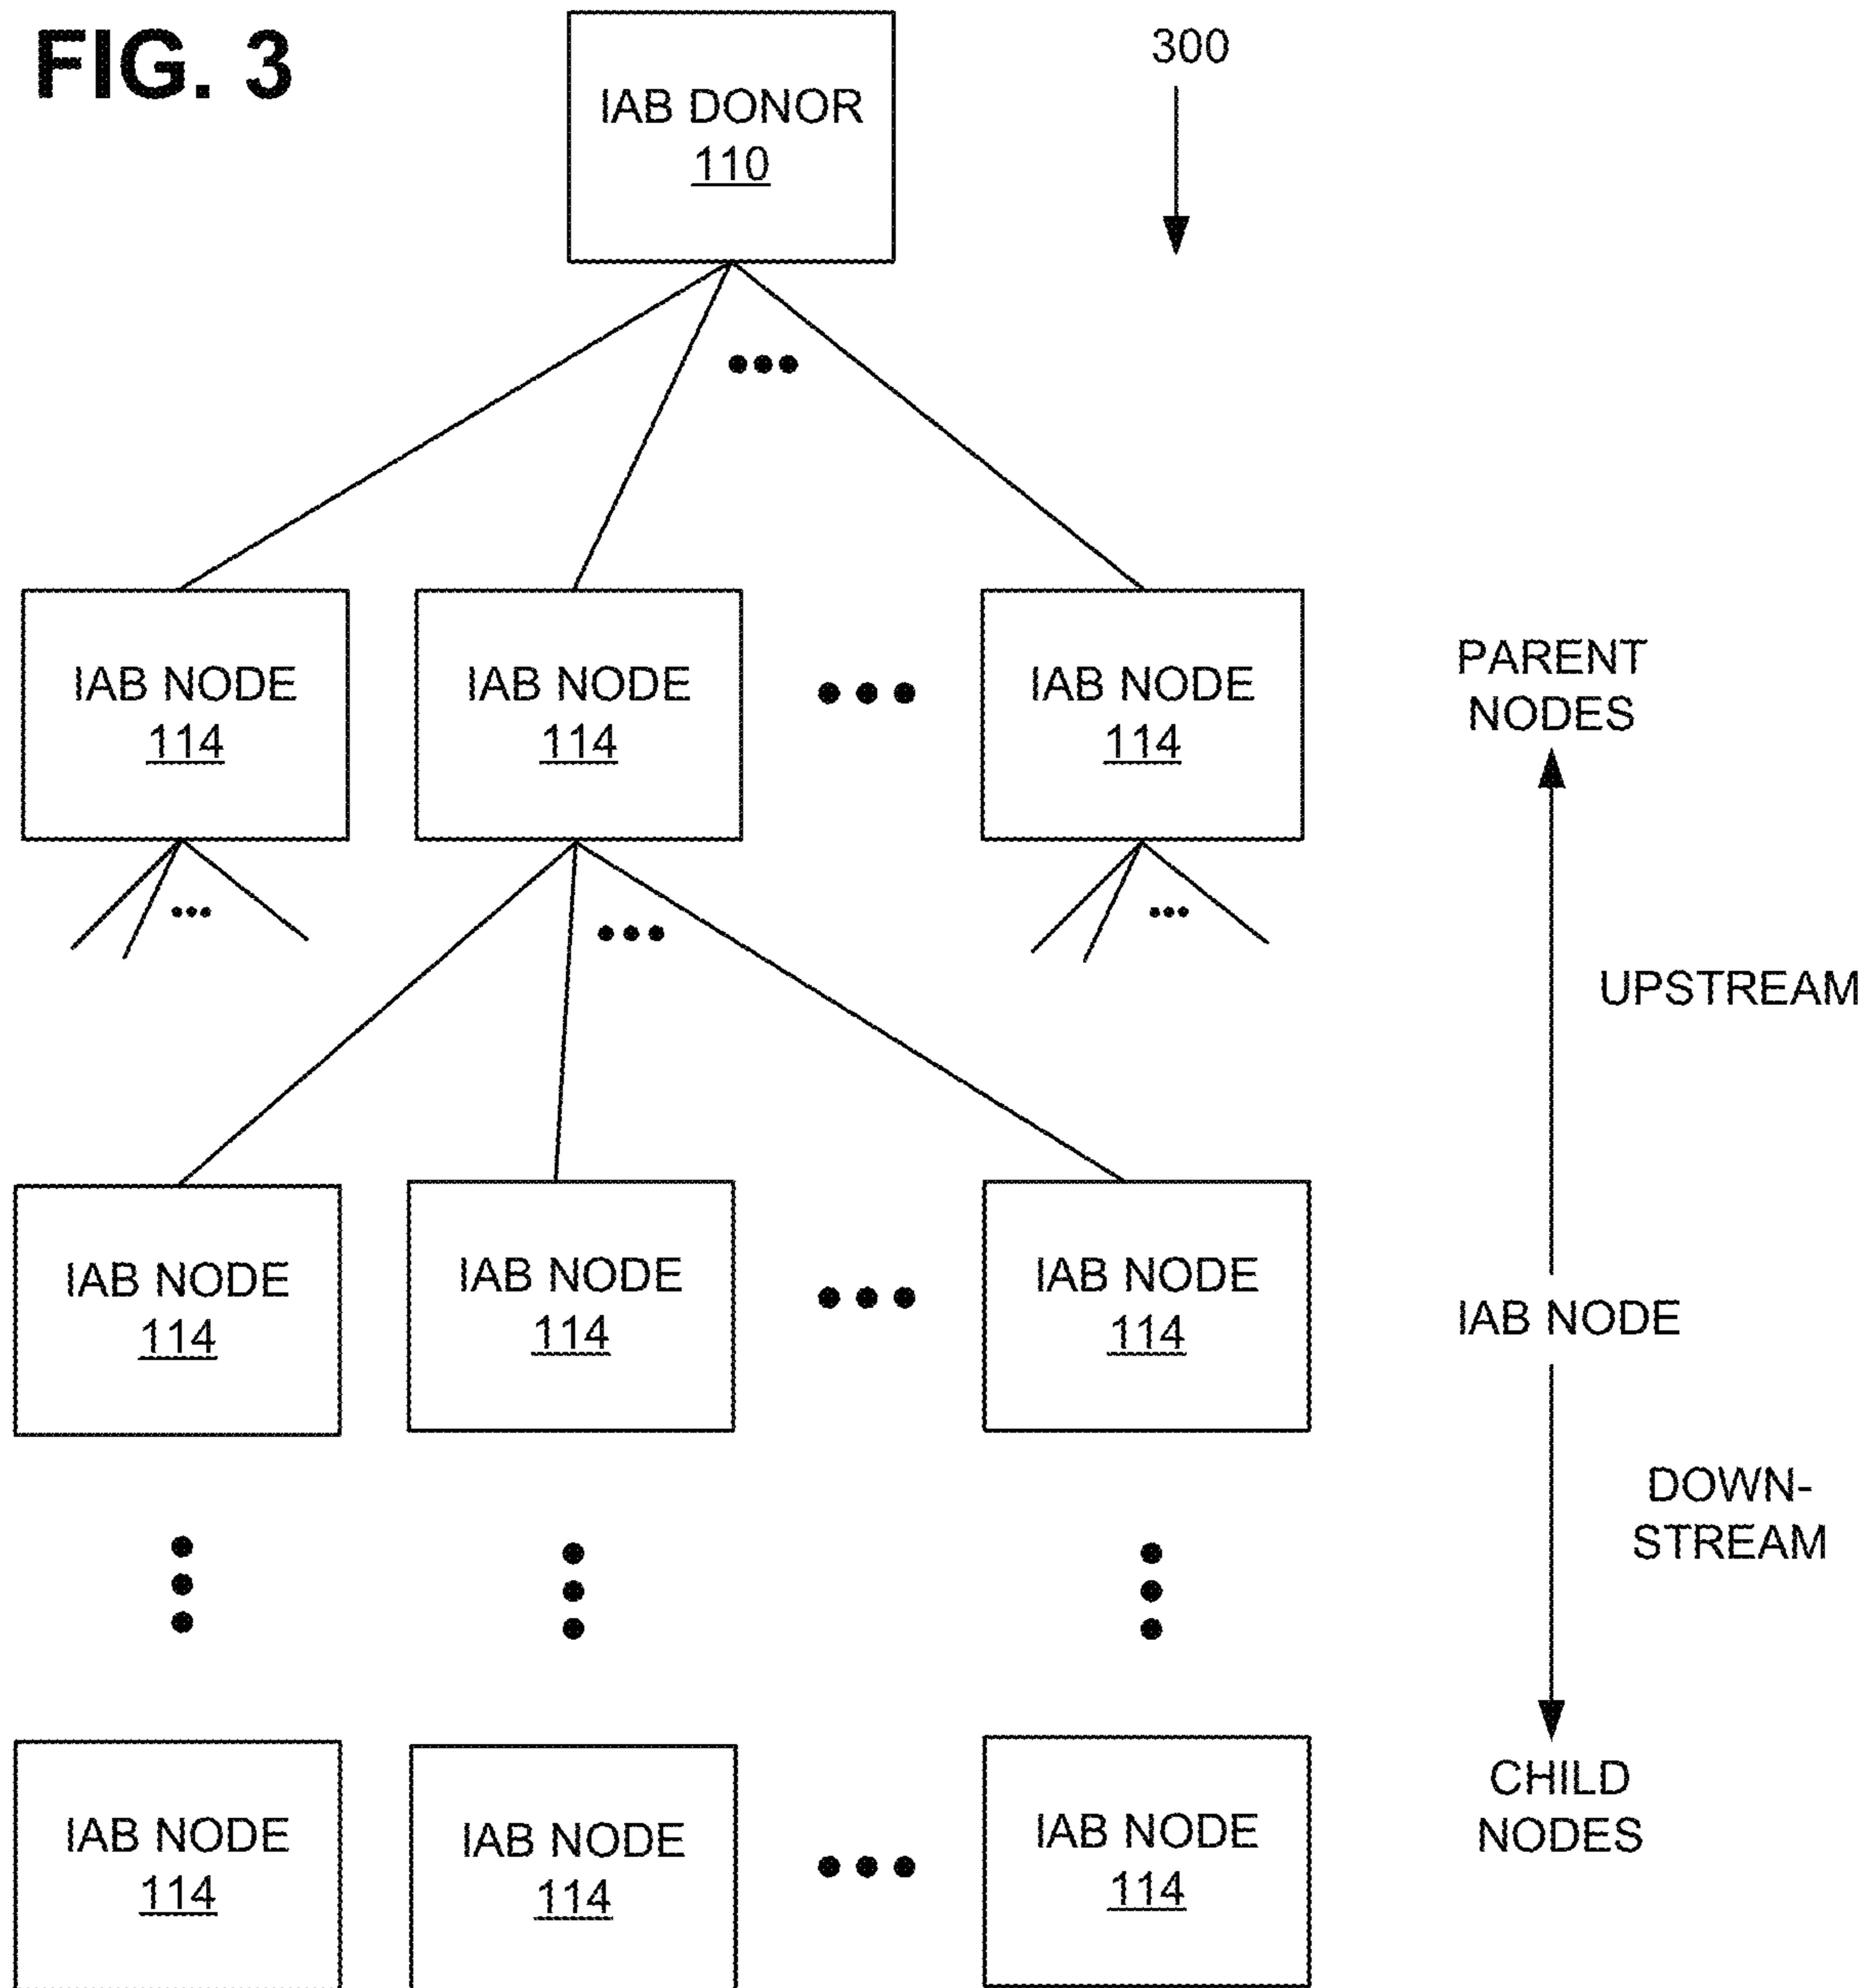 FIG. 3
300
IAB DONOR
110
IAB NODE
114
IAB NODE
114
IAB NODE
114
PARENT
NODES
UPSTREAM
IAB NODE
114
IAB NODE
114
IAB NODE
114
IAB NODE
DOWN-
STREAM
IAB NODE
114
IAB NODE
114
IAB NODE
114
CHILD
NODES